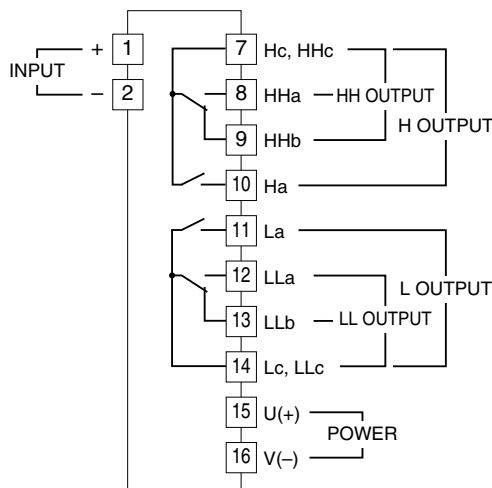 INPUT
+ 1
– 2
7 Hc, HHc
8 HHa HH OUTPUT
9 HHb H OUTPUT
10 Ha
11 La
12 LLa L OUTPUT
13 LLb LL OUTPUT
14 Lc, LLc
15 U(+)
POWER
16 V(–)